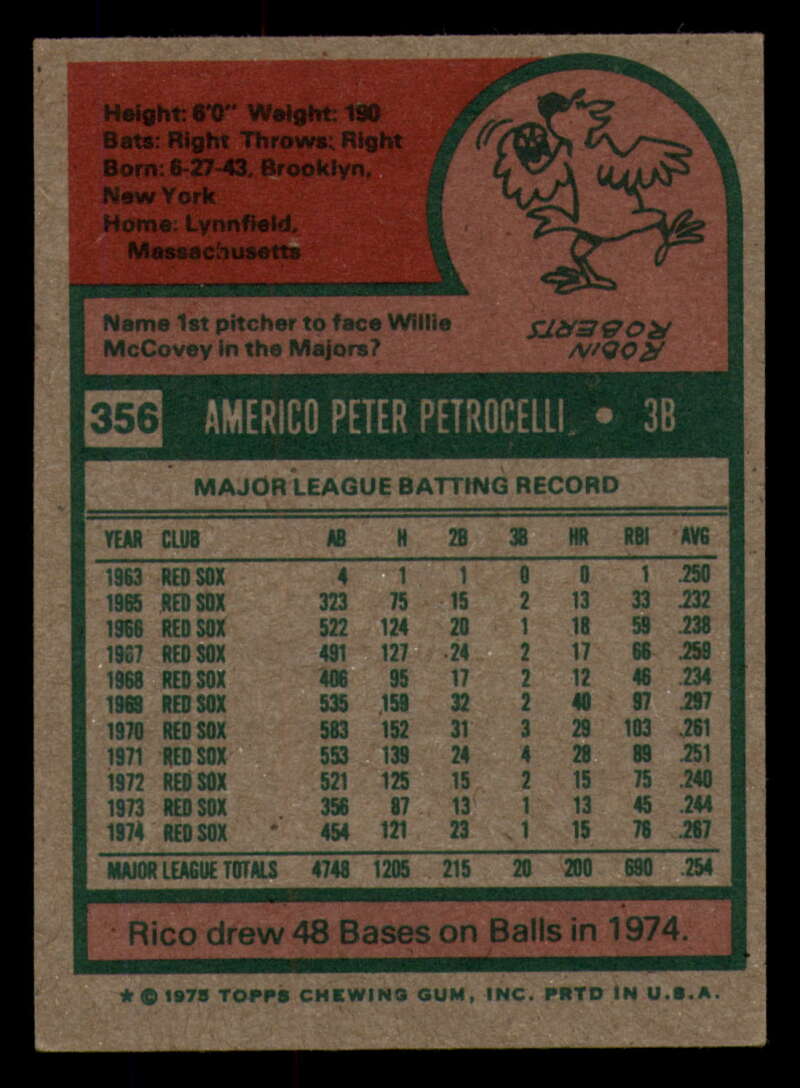 Height: 6'0" Weight: 190
Bats: Right Throws: Right
Born: 6-27-43, Brooklyn,
New York
Home: Lynnfield,
Massachusetts
Name 1st pitcher to face Willie
McCovey in the Majors?
ROBIN
ROBERTS
356 AMERICO PETER PETROCELLI • 3B
MAJOR LEAGUE BATTING RECORD
YEAR CLUB AB H 2B 3B HR RBI AVG
1963 RED SOX 4 1 1 0 0 1 .250
1965 RED SOX 323 75 15 2 13 33 .232
1966 RED SOX 522 124 20 1 18 59 .238
1967 RED SOX 491 127 24 2 17 66 .259
1968 RED SOX 406 95 17 2 12 46 .234
1969 RED SOX 535 159 32 2 40 97 .297
1970 RED SOX 583 152 31 3 29 103 .261
1971 RED SOX 553 139 24 4 28 89 .251
1972 RED SOX 521 125 15 2 15 75 .240
1973 RED SOX 356 87 13 1 13 45 .244
1974 RED SOX 454 121 23 1 15 76 .267
MAJOR LEAGUE TOTALS 4748 1205 215 20 200 690 .254
Rico drew 48 Bases on Balls in 1974.
★ © 1975 TOPPS CHEWING GUM, INC. PRTD IN U.S.A.